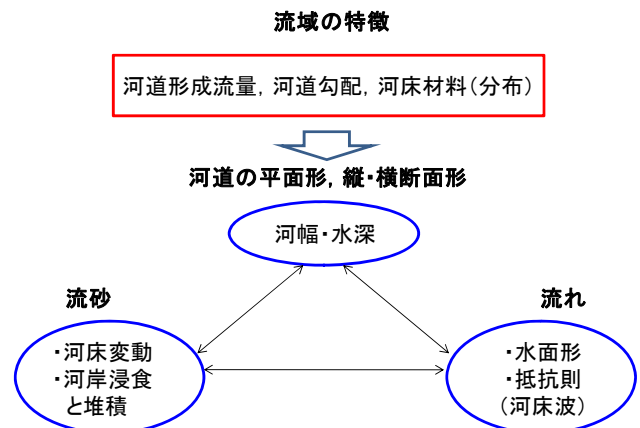 流域の特徴
河道形成流量, 河道勾配, 河床材料(分布)
河道の平面形, 縦・横断面形
河幅・水深
流砂
・河床変動
・河岸浸食
と堆積
流れ
・水面形
・抵抗則
(河床波)